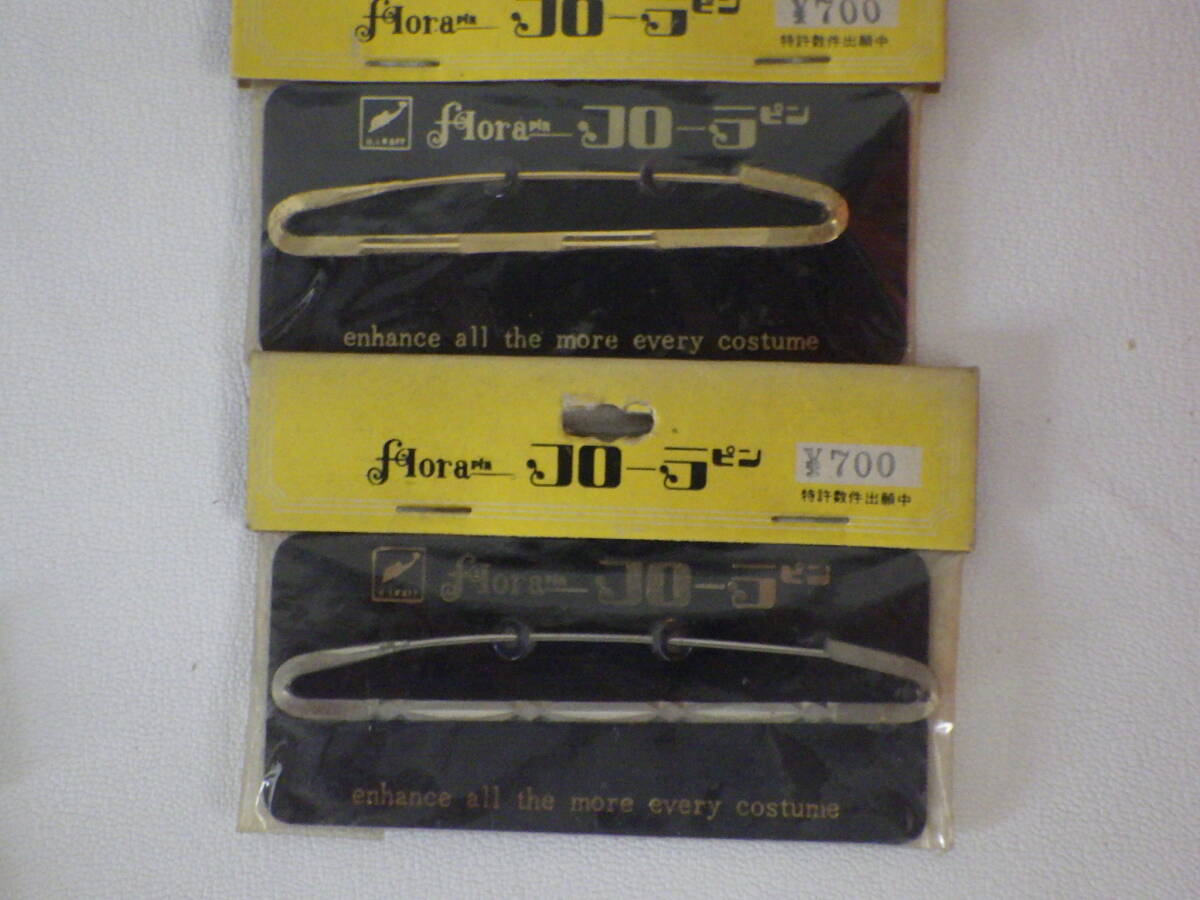 flora pin フローラピン ¥700
特許数件出願中
flora pin フローラピン
enhance all the more every costume
flora pin フローラピン ¥700
特許数件出願中
flora pin フローラピン
enhance all the more every costume